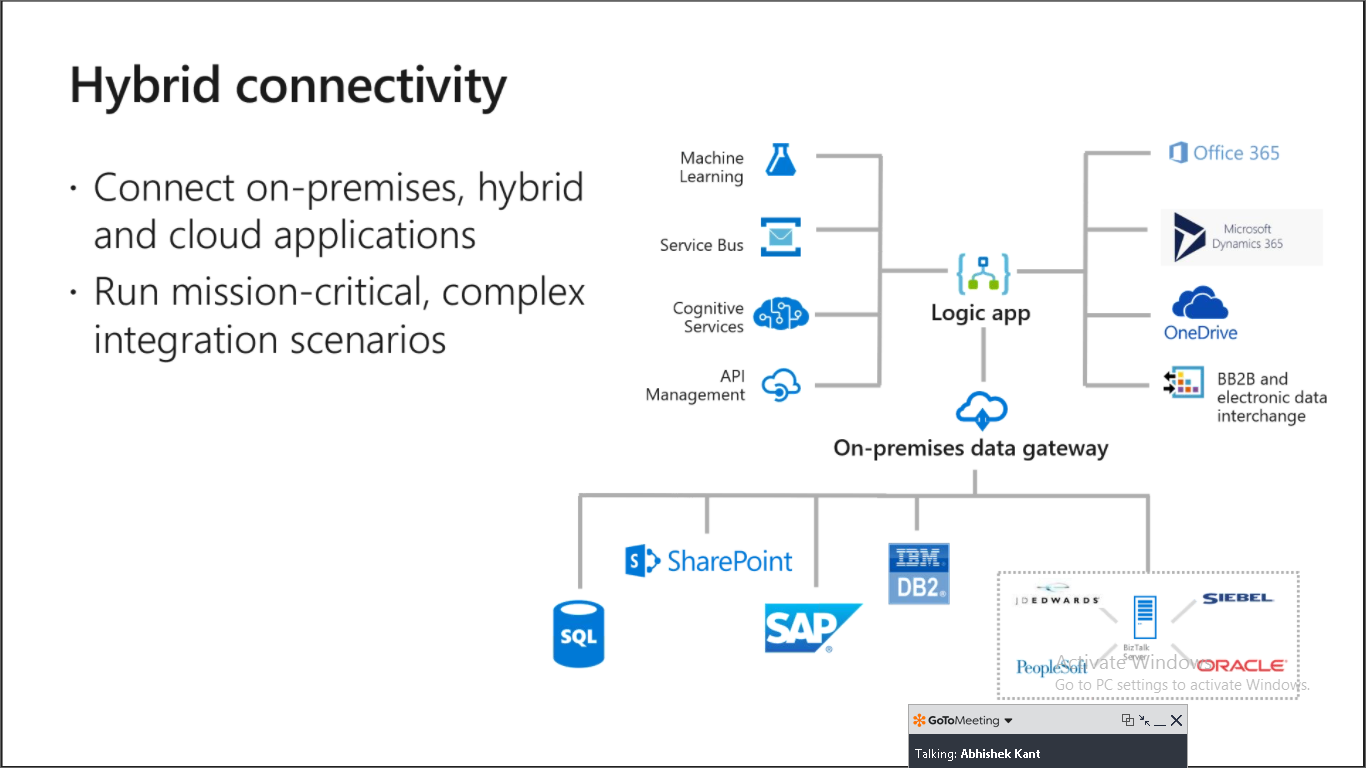 Hybrid connectivity
· Connect on-premises, hybrid
and cloud applications
· Run mission-critical, complex
integration scenarios
Machine
Learning
Service Bus
Cognitive
Services
API
Management
Logic app
Office 365
Microsoft
Dynamics 365
OneDrive
BB2B and
electronic data
interchange
On-premises data gateway
SQL
S SharePoint
SAP®
IBM
DB2®
JDEDWARDS
SIEBEL
BizTalk
Server
PeopleSoft
ORACLE
Activate Windows
Go to PC settings to activate Windows.
GoToMeeting
Talking: Abhishek Kant